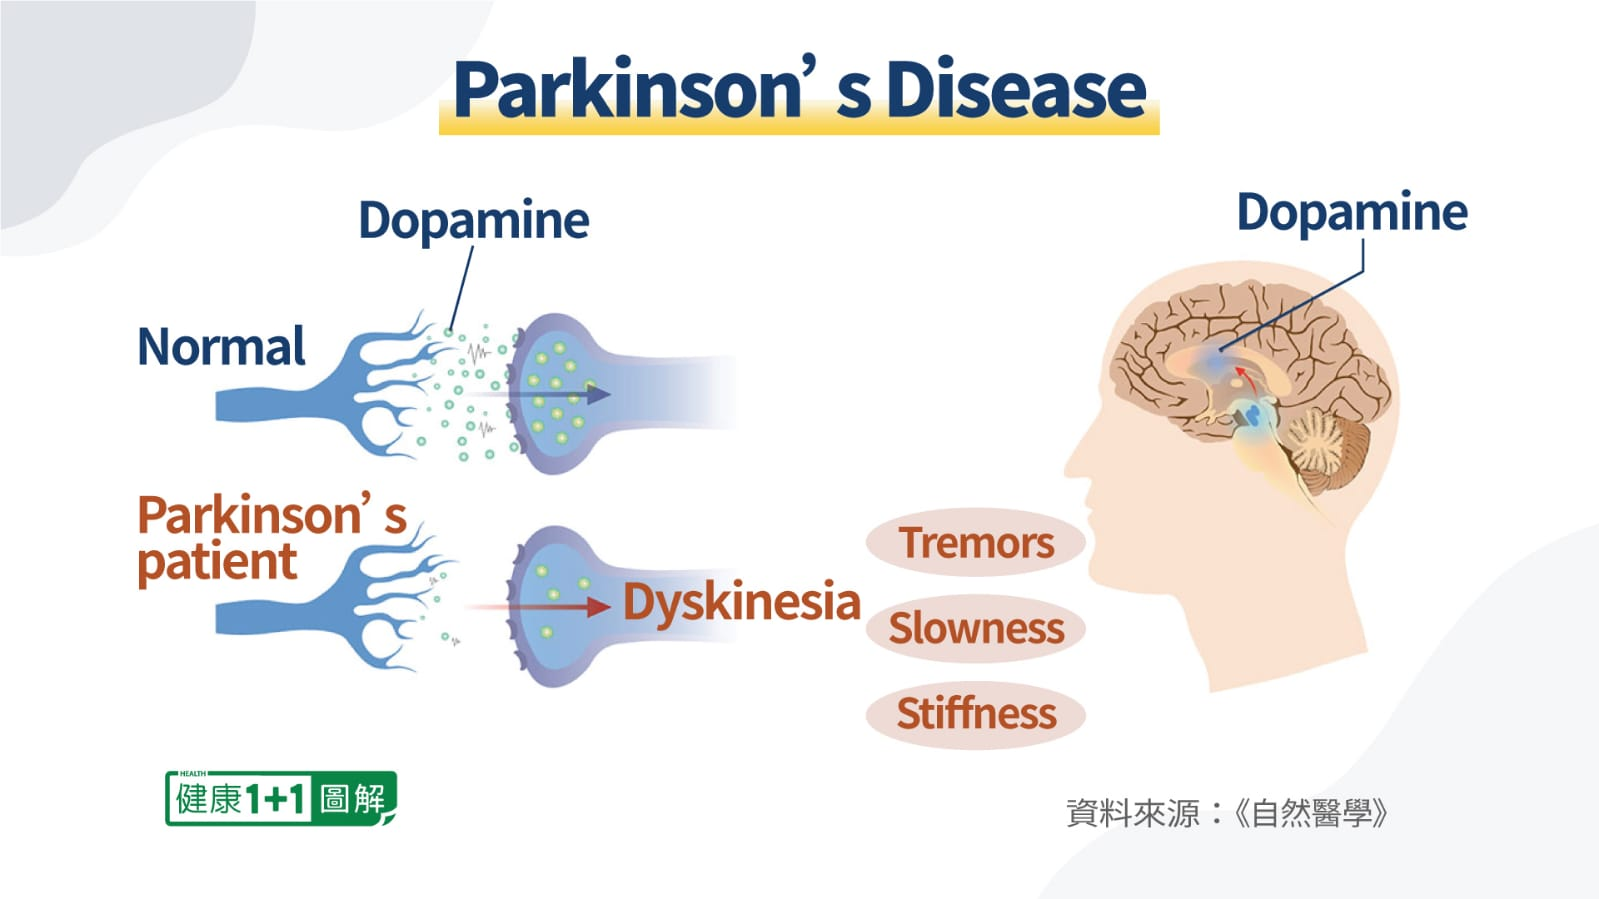 Parkinson’s Disease
Dopamine
Dopamine
Normal
Parkinson’s
patient
Dyskinesia
Tremors
Slowness
Stiffness
HEALTH
健康1+1圖解
資料來源：《自然醫學》